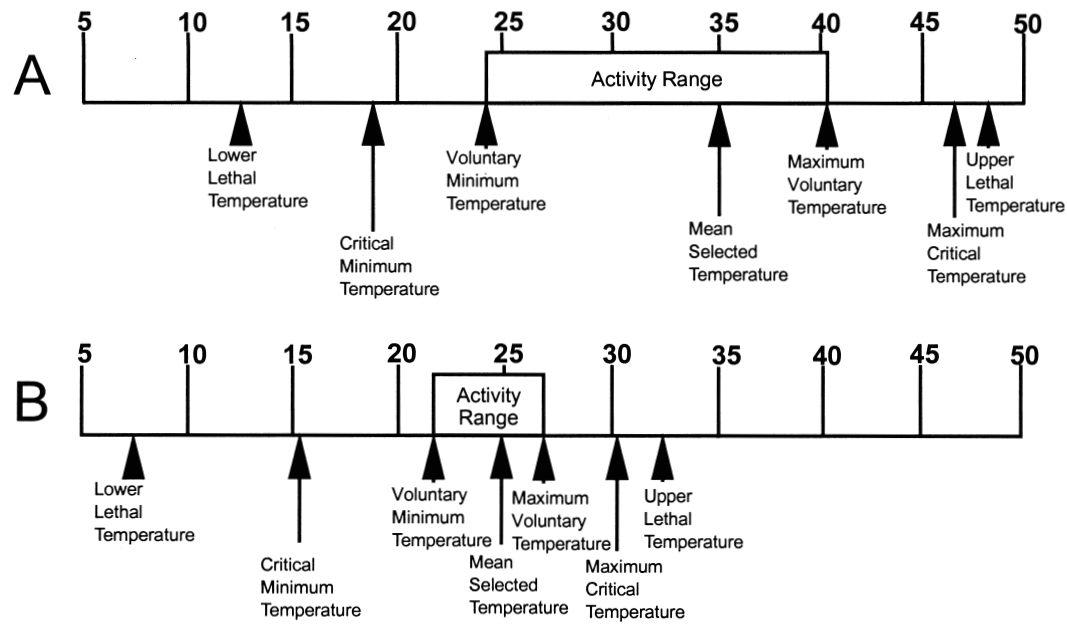 5 10 15 20 25 30 35 40 45 50
A
Activity Range
Lower
Lethal
Temperature
Critical
Minimum
Temperature
Voluntary
Minimum
Temperature
Mean
Selected
Temperature
Maximum
Voluntary
Temperature
Maximum
Critical
Temperature
Upper
Lethal
Temperature
5 10 15 20 25 30 35 40 45 50
B
Activity
Range
Lower
Lethal
Temperature
Critical
Minimum
Temperature
Voluntary
Minimum
Temperature
Mean
Selected
Temperature
Maximum
Voluntary
Temperature
Maximum
Critical
Temperature
Upper
Lethal
Temperature